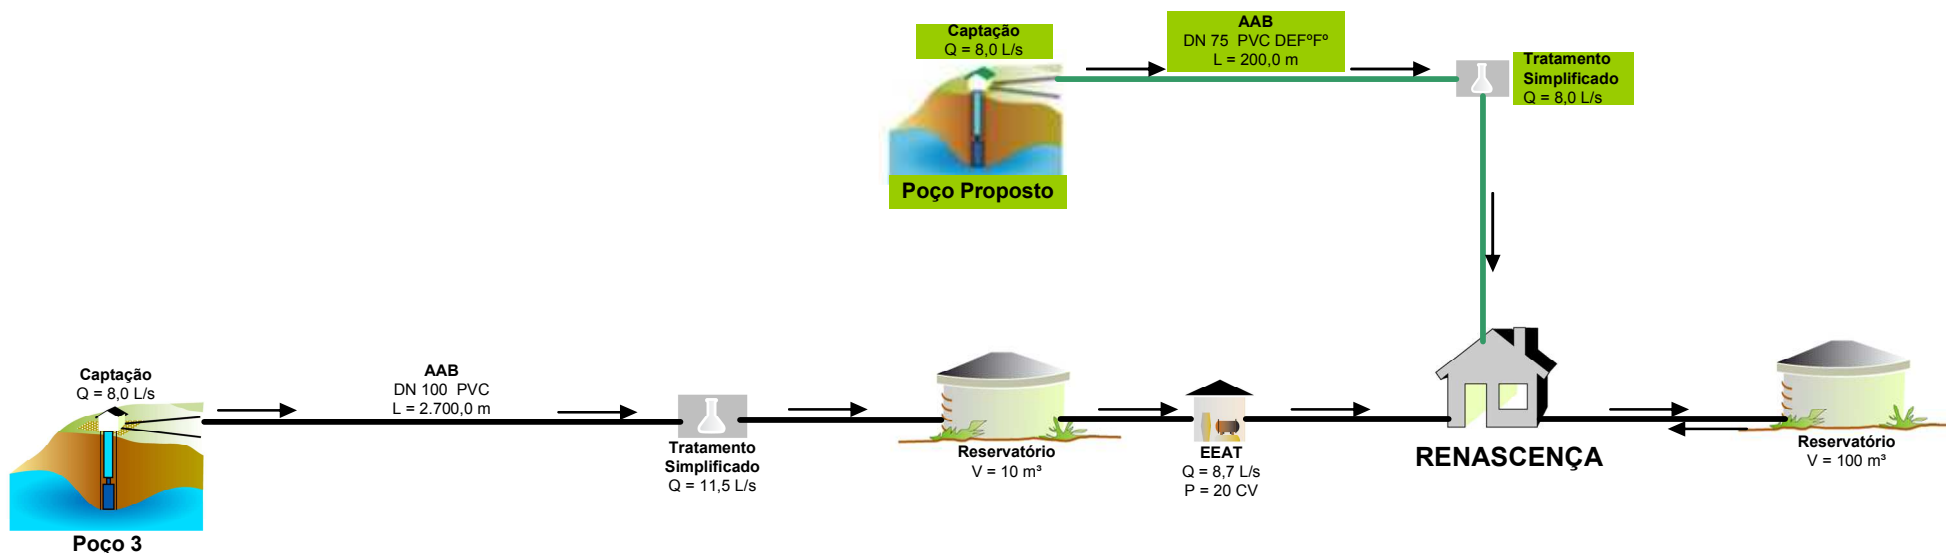 Captação
Q = 8,0 L/s
AAB
DN 75 PVC DEFºFº
L = 200,0 m
Tratamento
Simplificado
Q = 8,0 L/s
Poço Proposto
Captação
Q = 8,0 L/s
AAB
DN 100 PVC
L = 2.700,0 m
Tratamento
Simplificado
Q = 11,5 L/s
Reservatório
V = 10 m³
EEAT
Q = 8,7 L/s
P = 20 CV
RENASCENÇA
Reservatório
V = 100 m³
Poço 3